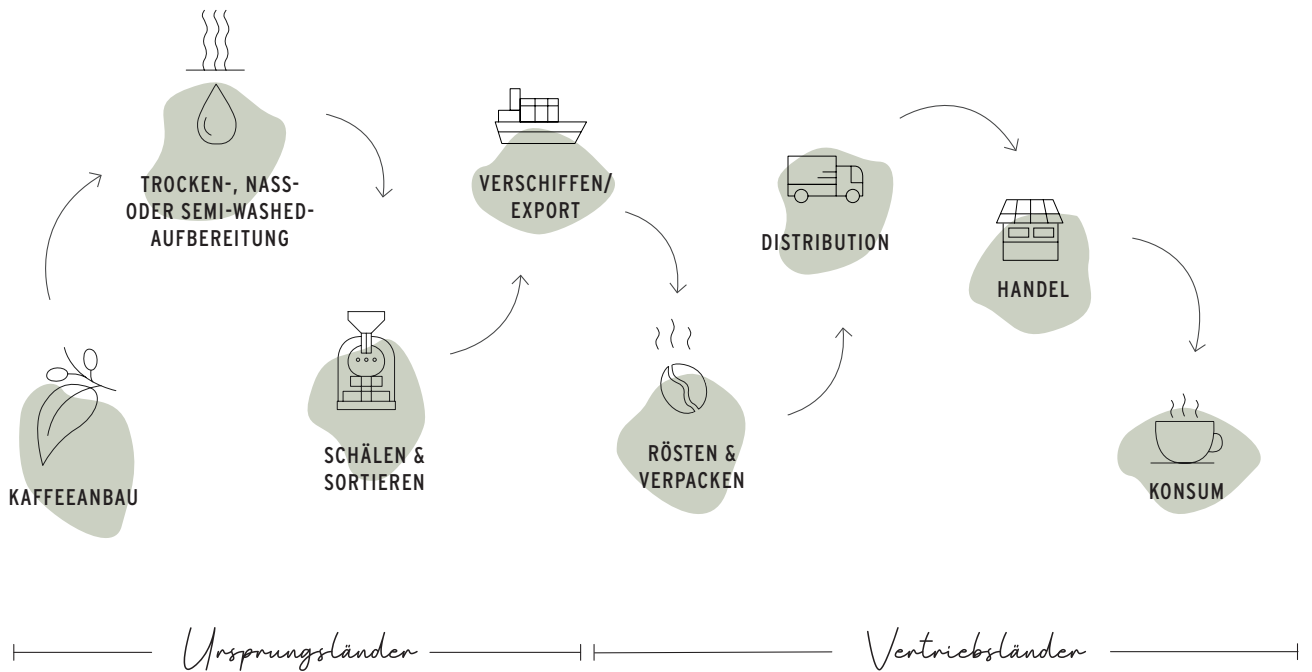 KAFFEEANBAU
TROCKEN-, NASS-
ODER SEMI-WASHED-
AUFBEREITUNG
SCHÄLEN &
SORTIEREN
VERSCHIFFEN/
EXPORT
RÖSTEN &
VERPACKEN
DISTRIBUTION
HANDEL
KONSUM
Ursprungsländer
Vertriebsländer